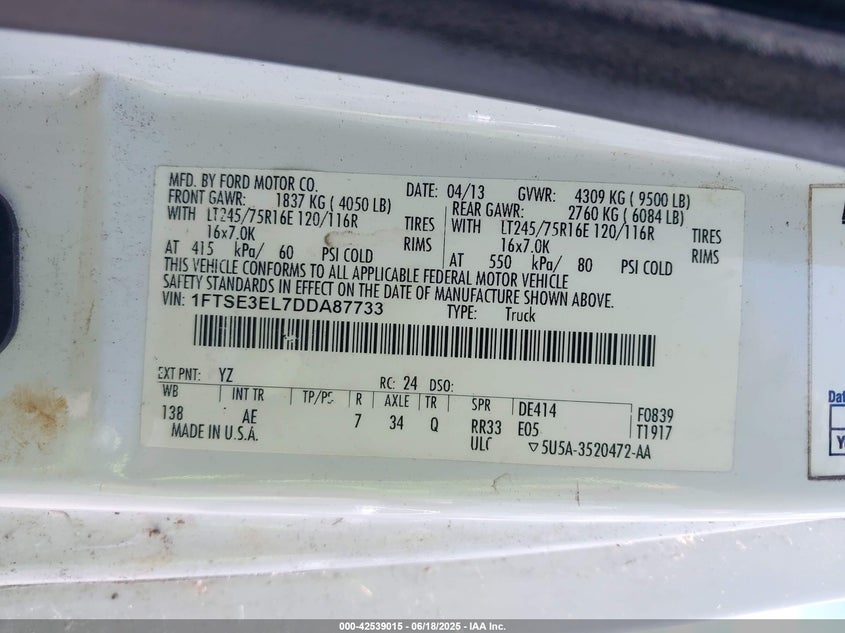 MFD. BY FORD MOTOR CO. DATE: 04/13 GVWR: 4309 KG ( 9500 LB)
FRONT GAWR: 1837 KG ( 4050 LB) REAR GAWR: 2760 KG ( 6084 LB)
WITH LT245/75R16E 120/116R TIRES WITH LT245/75R16E 120/116R TIRES
16x7.0K RIMS 16x7.0K RIMS
AT 415 kPa/ 60 PSI COLD AT 550 kPa/ 80 PSI COLD
THIS VEHICLE CONFORMS TO ALL APPLICABLE FEDERAL MOTOR VEHICLE
SAFETY STANDARDS IN EFFECT ON THE DATE OF MANUFACTURE SHOWN ABOVE.
VIN: 1FTSE3EL7DDA87733 TYPE: Truck
EXT PNT: YZ RC: 24 DSO:
WB INT TR TP/PS R AXLE TR SPR DE414 F0839
138 AE 7 34 Q RR33 E05 T1917
MADE IN U.S.A. ULC ▽5U5A-3520472-AA
000-42539015 - 06/18/2025 - IAA Inc.